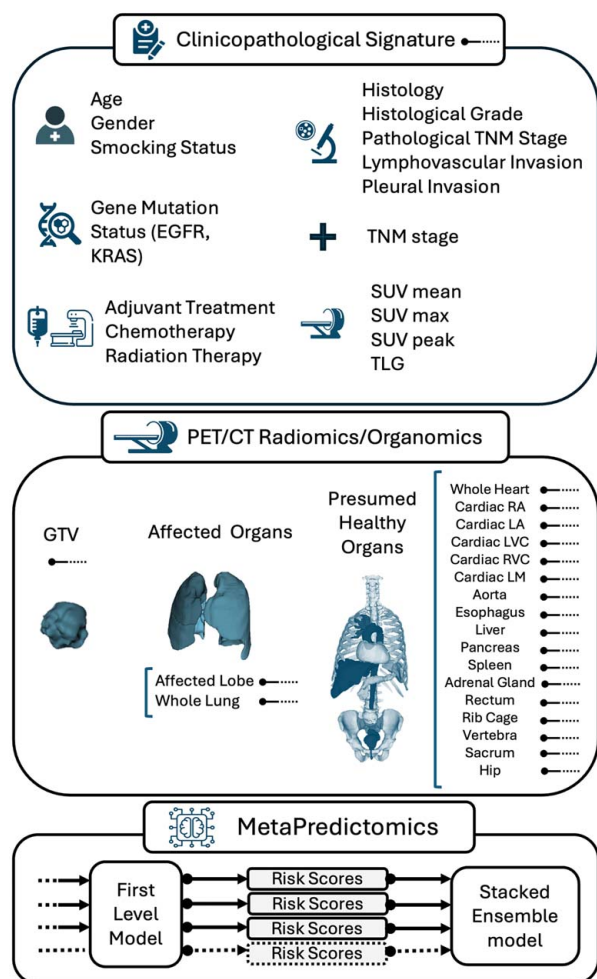 Clinicopathological Signature
Age
Gender
Smocking Status
Gene Mutation
Status (EGFR,
KRAS)
Adjuvant Treatment
Chemotherapy
Radiation Therapy
Histology
Histological Grade
Pathological TNM Stage
Lymphovascular Invasion
Pleural Invasion
TNM stage
SUV mean
SUV max
SUV peak
TLG
PET/CT Radiomics/Organomics
GTV
Affected Organs
Affected Lobe
Whole Lung
Presumed
Healthy
Organs
Whole Heart
Cardiac RA
Cardiac LA
Cardiac LVC
Cardiac RVC
Cardiac LM
Aorta
Esophagus
Liver
Pancreas
Spleen
Adrenal Gland
Rectum
Rib Cage
Vertebra
Sacrum
Hip
MetaPredictomics
First
Level
Model
Risk Scores
Risk Scores
Risk Scores
Risk Scores
Stacked
Ensemble
model